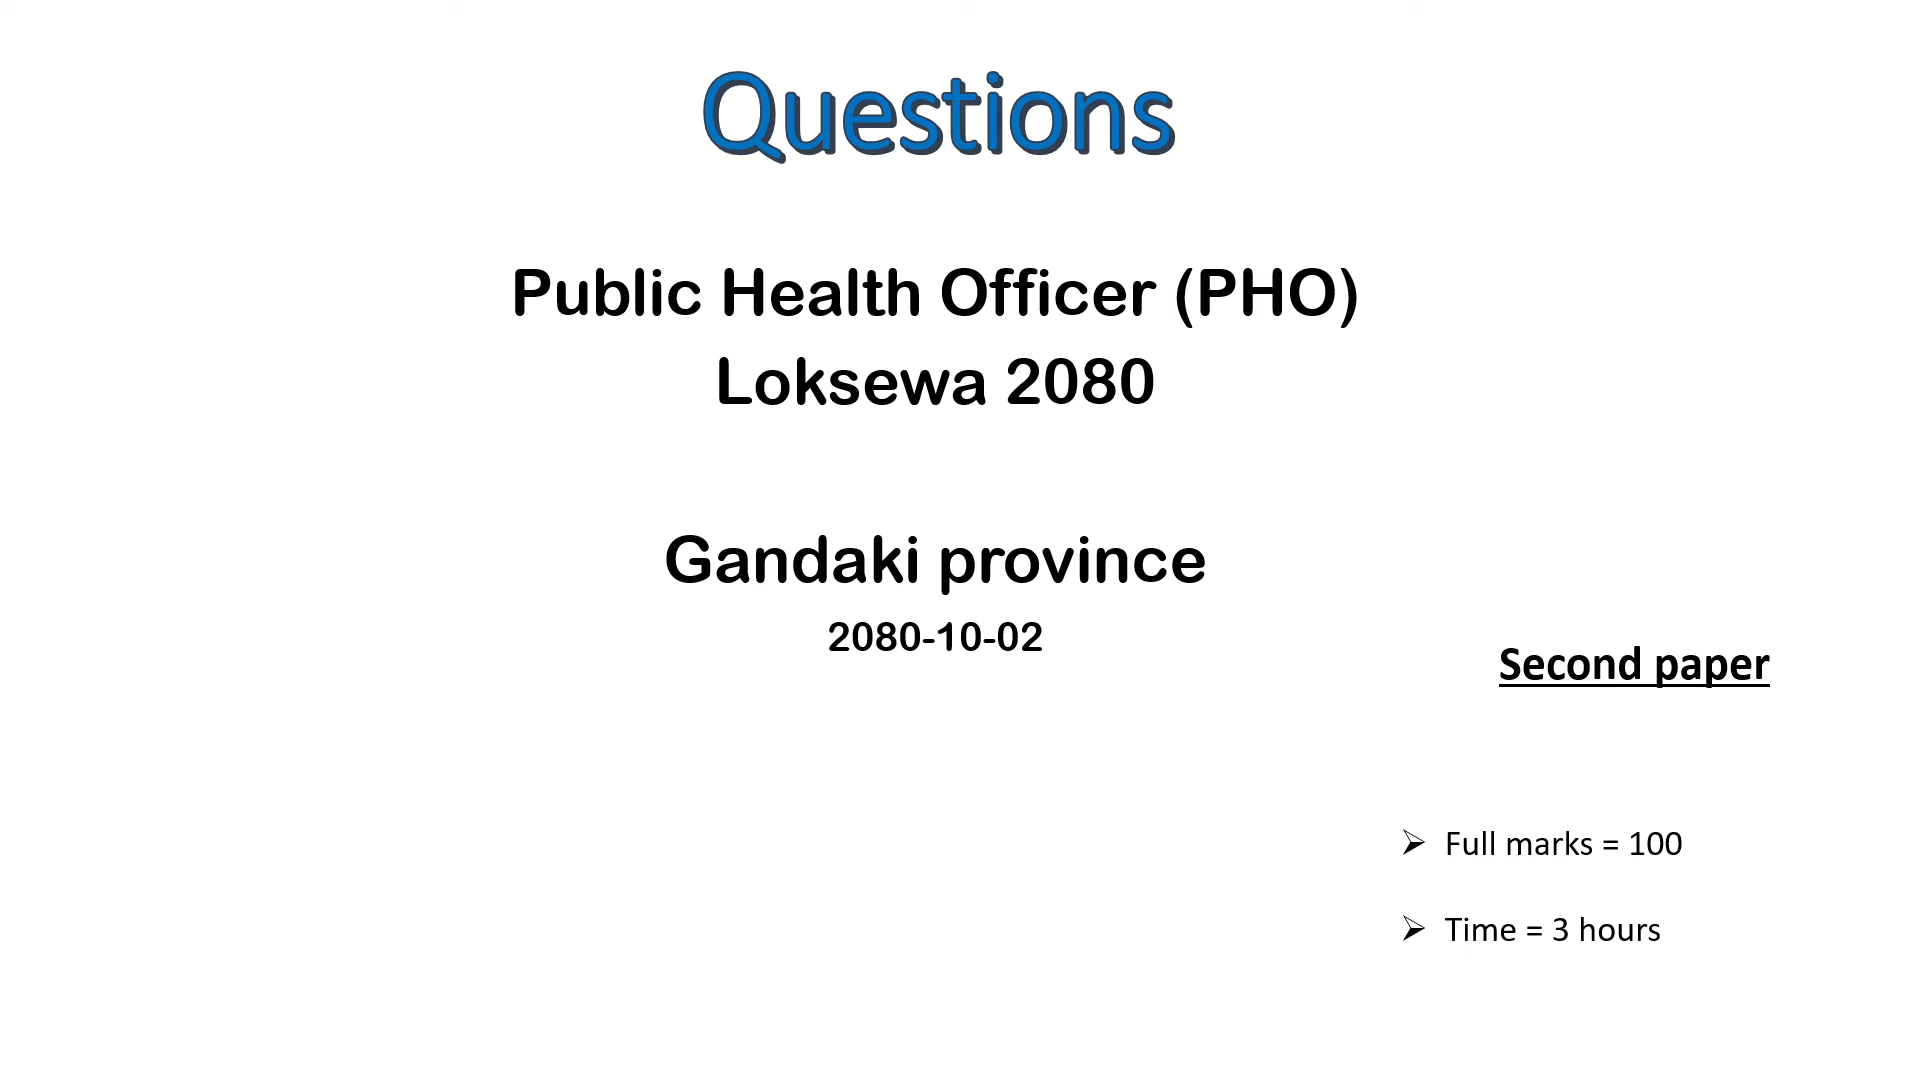 Questions
Public Health Officer (PHO)
Loksewa 2080
Gandaki province
2080-10-02
Second paper
➢ Full marks = 100
➢ Time = 3 hours